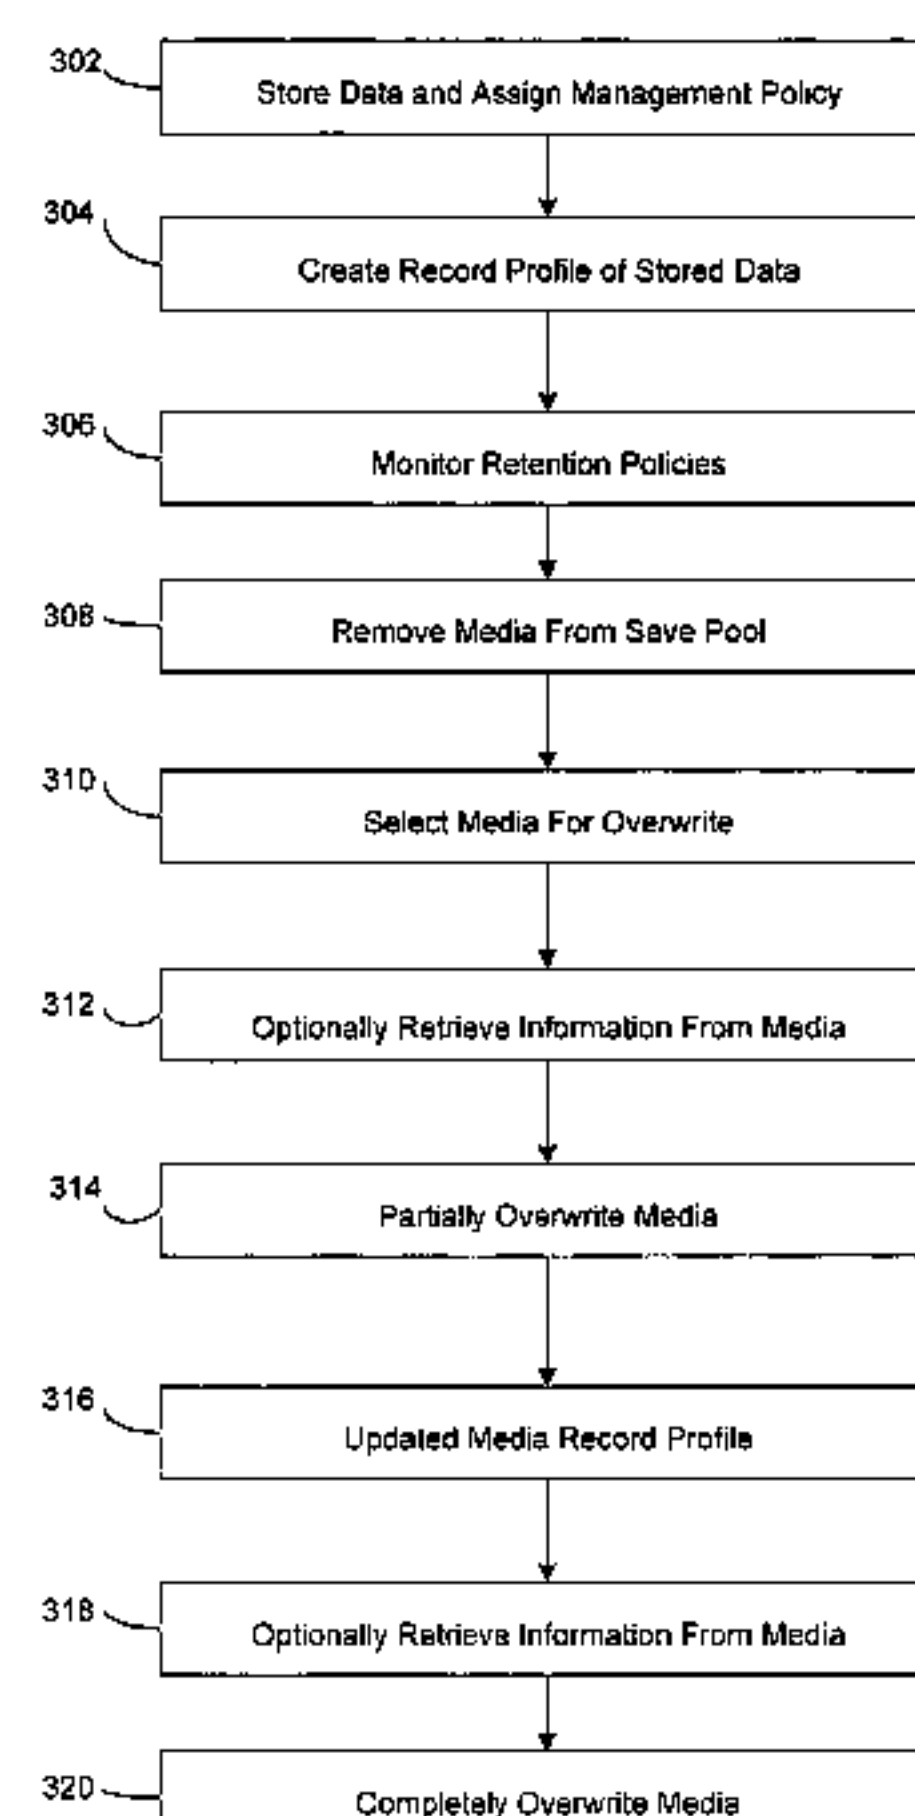 302
Store Data and Assign Management Policy
304
Create Record Profile of Stored Data
306
Monitor Retention Policies
308
Remove Media From Save Pool
310
Select Media For Overwrite
312
Optionally Retrieve Information From Media
314
Partially Overwrite Media
316
Updated Media Record Profile
318
Optionally Retrieve Information From Media
320
Completely Overwrite Media